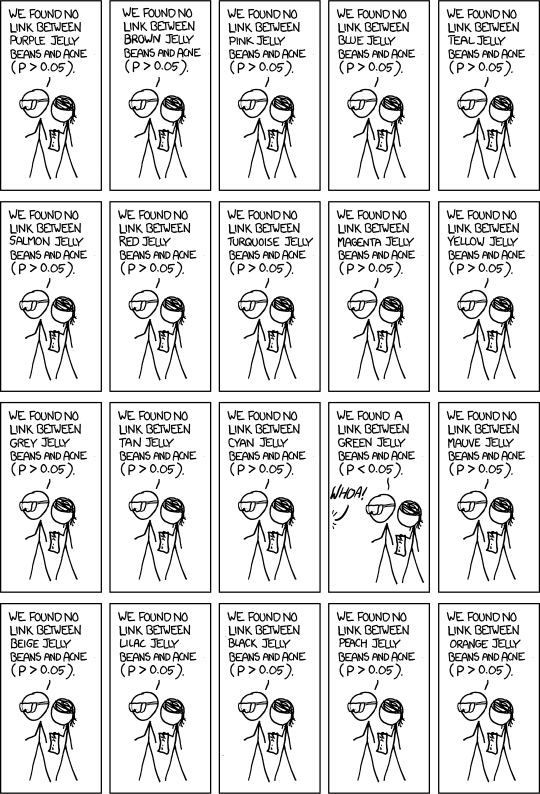 WE FOUND NO
LINK BETWEEN
PURPLE JELLY
BEANS AND ACNE
(P > 0.05).
WE FOUND NO
LINK BETWEEN
BROWN JELLY
BEANS AND ACNE
(P > 0.05).
WE FOUND NO
LINK BETWEEN
PINK JELLY
BEANS AND ACNE
(P > 0.05).
WE FOUND NO
LINK BETWEEN
BLUE JELLY
BEANS AND ACNE
(P > 0.05).
WE FOUND NO
LINK BETWEEN
TEAL JELLY
BEANS AND ACNE
(P > 0.05).
WE FOUND NO
LINK BETWEEN
SALMON JELLY
BEANS AND ACNE
(P > 0.05).
WE FOUND NO
LINK BETWEEN
RED JELLY
BEANS AND ACNE
(P > 0.05).
WE FOUND NO
LINK BETWEEN
TURQUOISE JELLY
BEANS AND ACNE
(P > 0.05).
WE FOUND NO
LINK BETWEEN
MAGENTA JELLY
BEANS AND ACNE
(P > 0.05).
WE FOUND NO
LINK BETWEEN
YELLOW JELLY
BEANS AND ACNE
(P > 0.05).
WE FOUND NO
LINK BETWEEN
GREY JELLY
BEANS AND ACNE
(P > 0.05).
WE FOUND NO
LINK BETWEEN
TAN JELLY
BEANS AND ACNE
(P > 0.05).
WE FOUND NO
LINK BETWEEN
CYAN JELLY
BEANS AND ACNE
(P > 0.05).
WE FOUND A
LINK BETWEEN
GREEN JELLY
BEANS AND ACNE
(P < 0.05).
WHOA!
WE FOUND NO
LINK BETWEEN
MAUVE JELLY
BEANS AND ACNE
(P > 0.05).
WE FOUND NO
LINK BETWEEN
BEIGE JELLY
BEANS AND ACNE
(P > 0.05).
WE FOUND NO
LINK BETWEEN
LILAC JELLY
BEANS AND ACNE
(P > 0.05).
WE FOUND NO
LINK BETWEEN
BLACK JELLY
BEANS AND ACNE
(P > 0.05).
WE FOUND NO
LINK BETWEEN
PEACH JELLY
BEANS AND ACNE
(P > 0.05).
WE FOUND NO
LINK BETWEEN
ORANGE JELLY
BEANS AND ACNE
(P > 0.05).